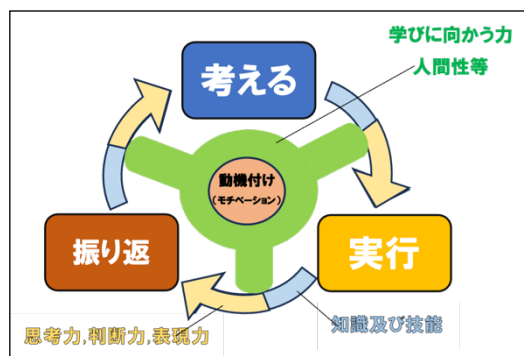 学びに向かう力
人間性等
考える
動機付け
(モチベーション)
振り返
実行
思考力,判断力,表現力
知識及び技能